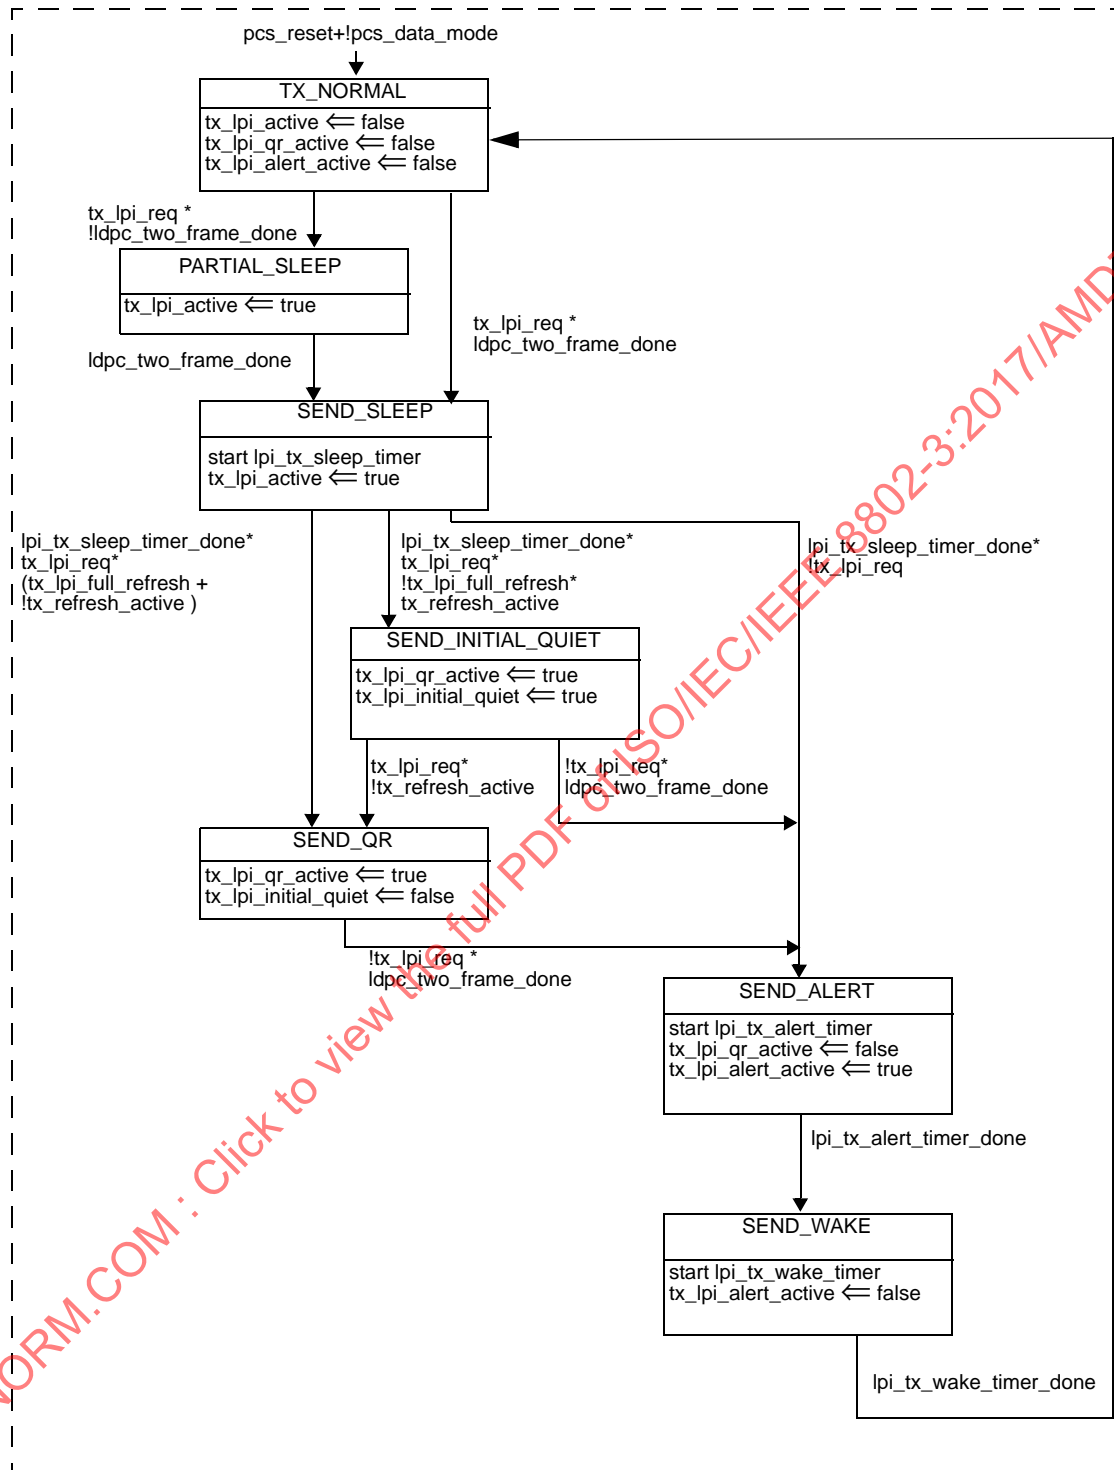 pcs_reset+!pcs_data_mode
TX_NORMAL
tx_lpi_active ⇐ false
tx_lpi_qr_active ⇐ false
tx_lpi_alert_active ⇐ false
tx_lpi_req *
!ldpc_two_frame_done
PARTIAL_SLEEP
tx_lpi_active ⇐ true
tx_lpi_req *
ldpc_two_frame_done
ldpc_two_frame_done
SEND_SLEEP
start lpi_tx_sleep_timer
tx_lpi_active ⇐ true
lpi_tx_sleep_timer_done*
tx_lpi_req*
(tx_lpi_full_refresh +
!tx_refresh_active )
lpi_tx_sleep_timer_done*
tx_lpi_req*
!tx_lpi_full_refresh*
tx_refresh_active
lpi_tx_sleep_timer_done*
!tx_lpi_req
SEND_INITIAL_QUIET
tx_lpi_qr_active ⇐ true
tx_lpi_initial_quiet ⇐ true
tx_lpi_req*
!tx_refresh_active
!tx_lpi_req*
ldpc_two_frame_done
SEND_QR
tx_lpi_qr_active ⇐ true
tx_lpi_initial_quiet ⇐ false
!tx_lpi_req *
ldpc_two_frame_done
SEND_ALERT
start lpi_tx_alert_timer
tx_lpi_qr_active ⇐ false
tx_lpi_alert_active ⇐ true
lpi_tx_alert_timer_done
SEND_WAKE
start lpi_tx_wake_timer
tx_lpi_alert_active ⇐ false
lpi_tx_wake_timer_done
NORM.COM : Click to view the full PDF of ISO/IEC/IEEE 8802-3:2017/AMD